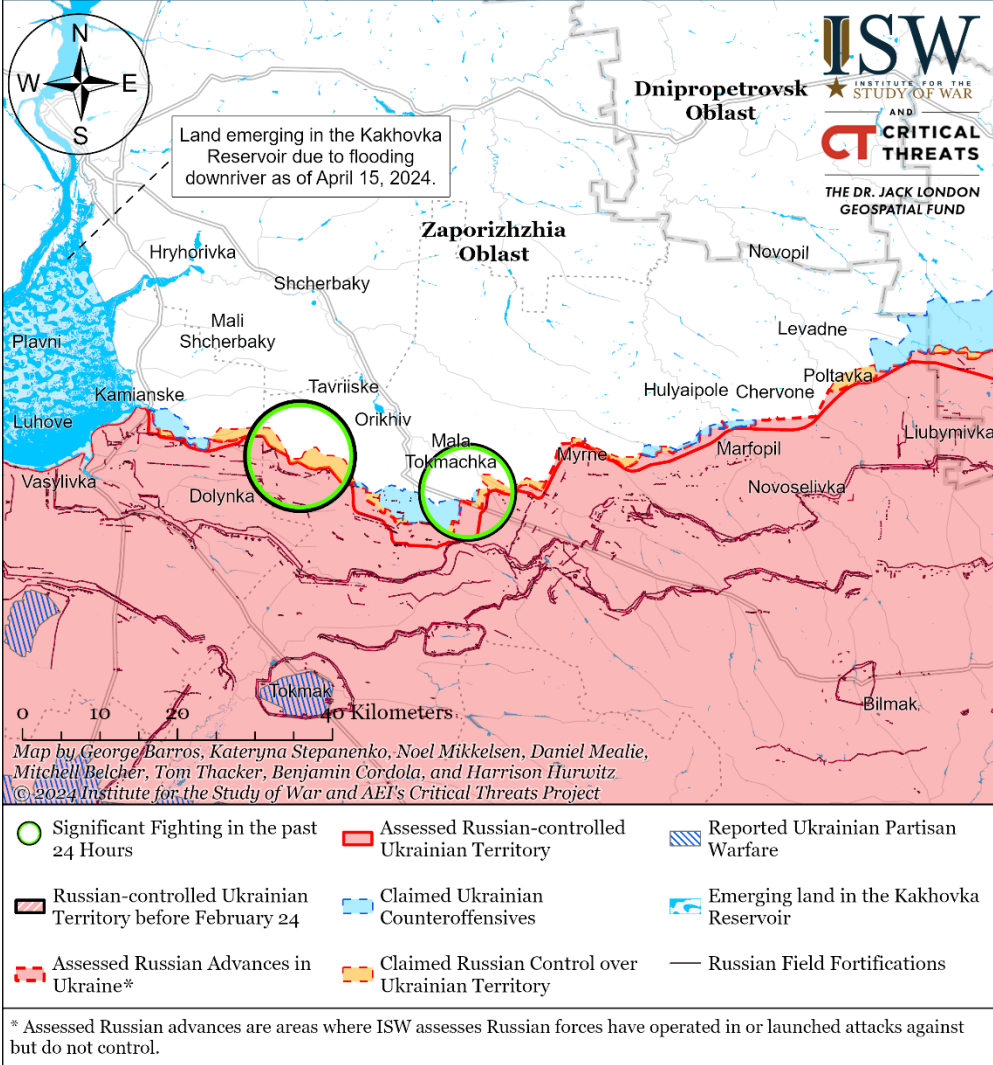 N
W E
S
ISW
INSTITUTE FOR THE
STUDY OF WAR
AND
CT CRITICAL
THREATS
THE DR. JACK LONDON
GEOSPATIAL FUND
Dnipropetrovsk
Oblast
Land emerging in the Kakhovka
Reservoir due to flooding
downriver as of April 15, 2024.
Zaporizhzhia
Oblast
Hryhorivka
Novopil
Shcherbaky
Mali
Shcherbaky
Levadne
Plavni
Poltavka
Tavriiske
Hulyaipole
Chervone
Kamianske
Orikhiv
Luhove
Mala
Tokmachka
Myrne
Marfopil
Liubymivka
Vasylivka
Dolynka
Novoselivka
Tokmak
Bilmak
0 10 20 40 Kilometers
Map by George Barros, Kateryna Stepanenko, Noel Mikkelsen, Daniel Mealie,
Mitchell Belcher, Tom Thacker, Benjamin Cordola, and Harrison Hurwitz
© 2024 Institute for the Study of War and AEI's Critical Threats Project
Significant Fighting in the past
24 Hours
Assessed Russian-controlled
Ukrainian Territory
Reported Ukrainian Partisan
Warfare
Russian-controlled Ukrainian
Territory before February 24
Claimed Ukrainian
Counteroffensives
Emerging land in the Kakhovka
Reservoir
Assessed Russian Advances in
Ukraine*
Claimed Russian Control over
Ukrainian Territory
Russian Field Fortifications
* Assessed Russian advances are areas where ISW assesses Russian forces have operated in or launched attacks against
but do not control.